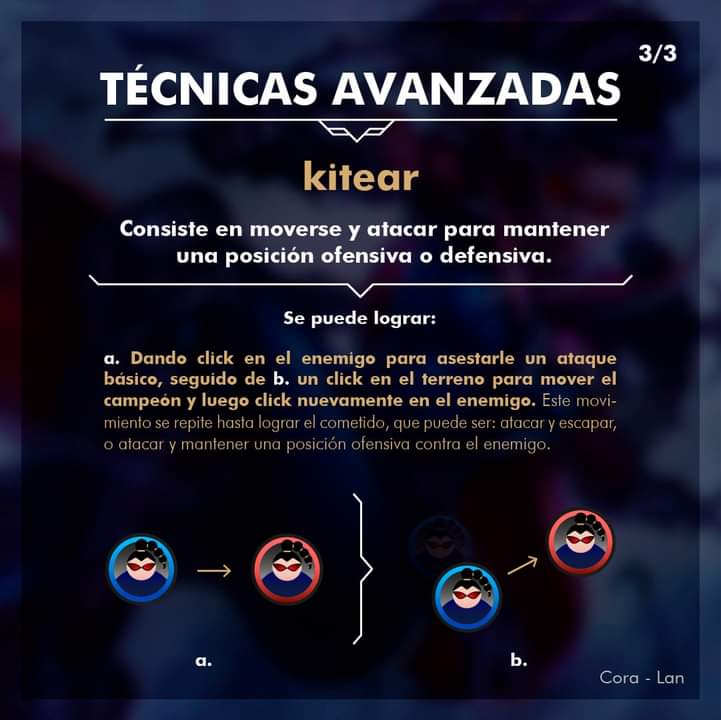 3/3
TÉCNICAS AVANZADAS
kitear
Consiste en moverse y atacar para mantener
una posición ofensiva o defensiva.
Se puede lograr:
a. Dando click en el enemigo para asestarle un ataque
básico, seguido de b. un click en el terreno para mover el
campeón y luego click nuevamente en el enemigo. Este movi-
miento se repite hasta lograr el cometido, que puede ser: atacar y escapar,
o atacar y mantener una posición ofensiva contra el enemigo.
a.
b.
Cora - Lan